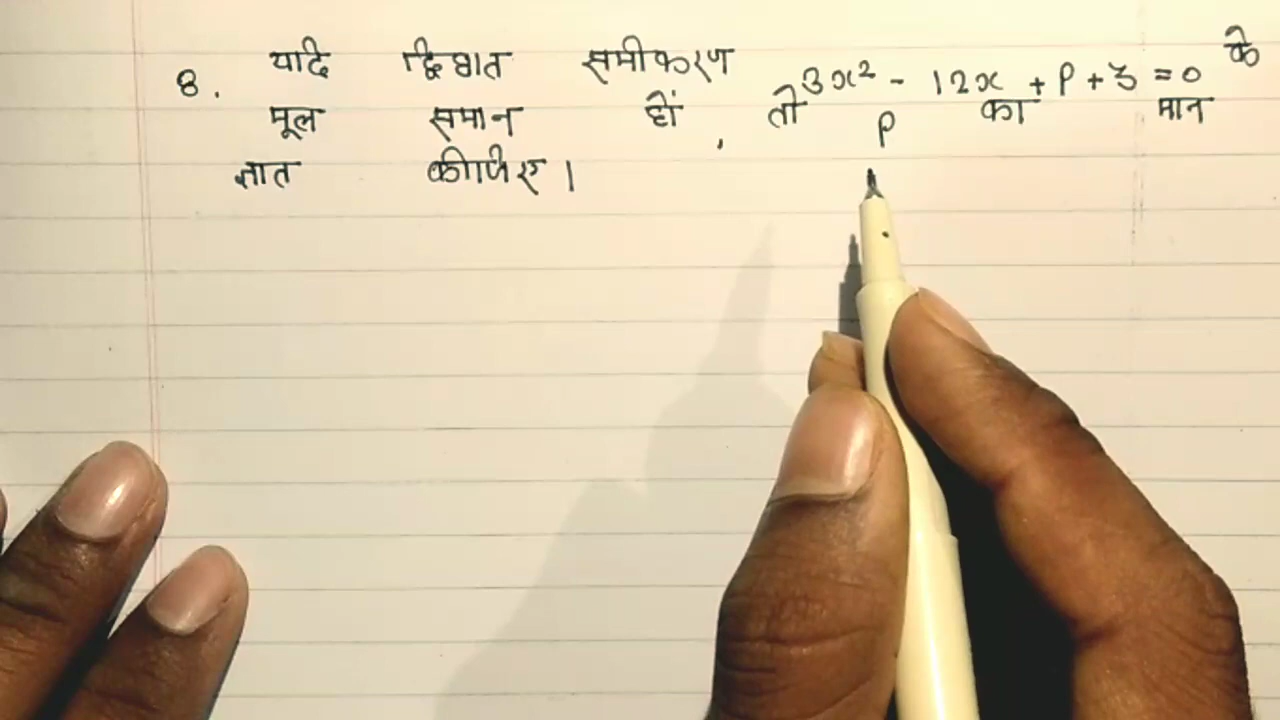 8. यदि द्विघात समीकरण 3x² - 12x + P + 3 = 0 के
मूल समान हों, तो P का मान
ज्ञात कीजिए।